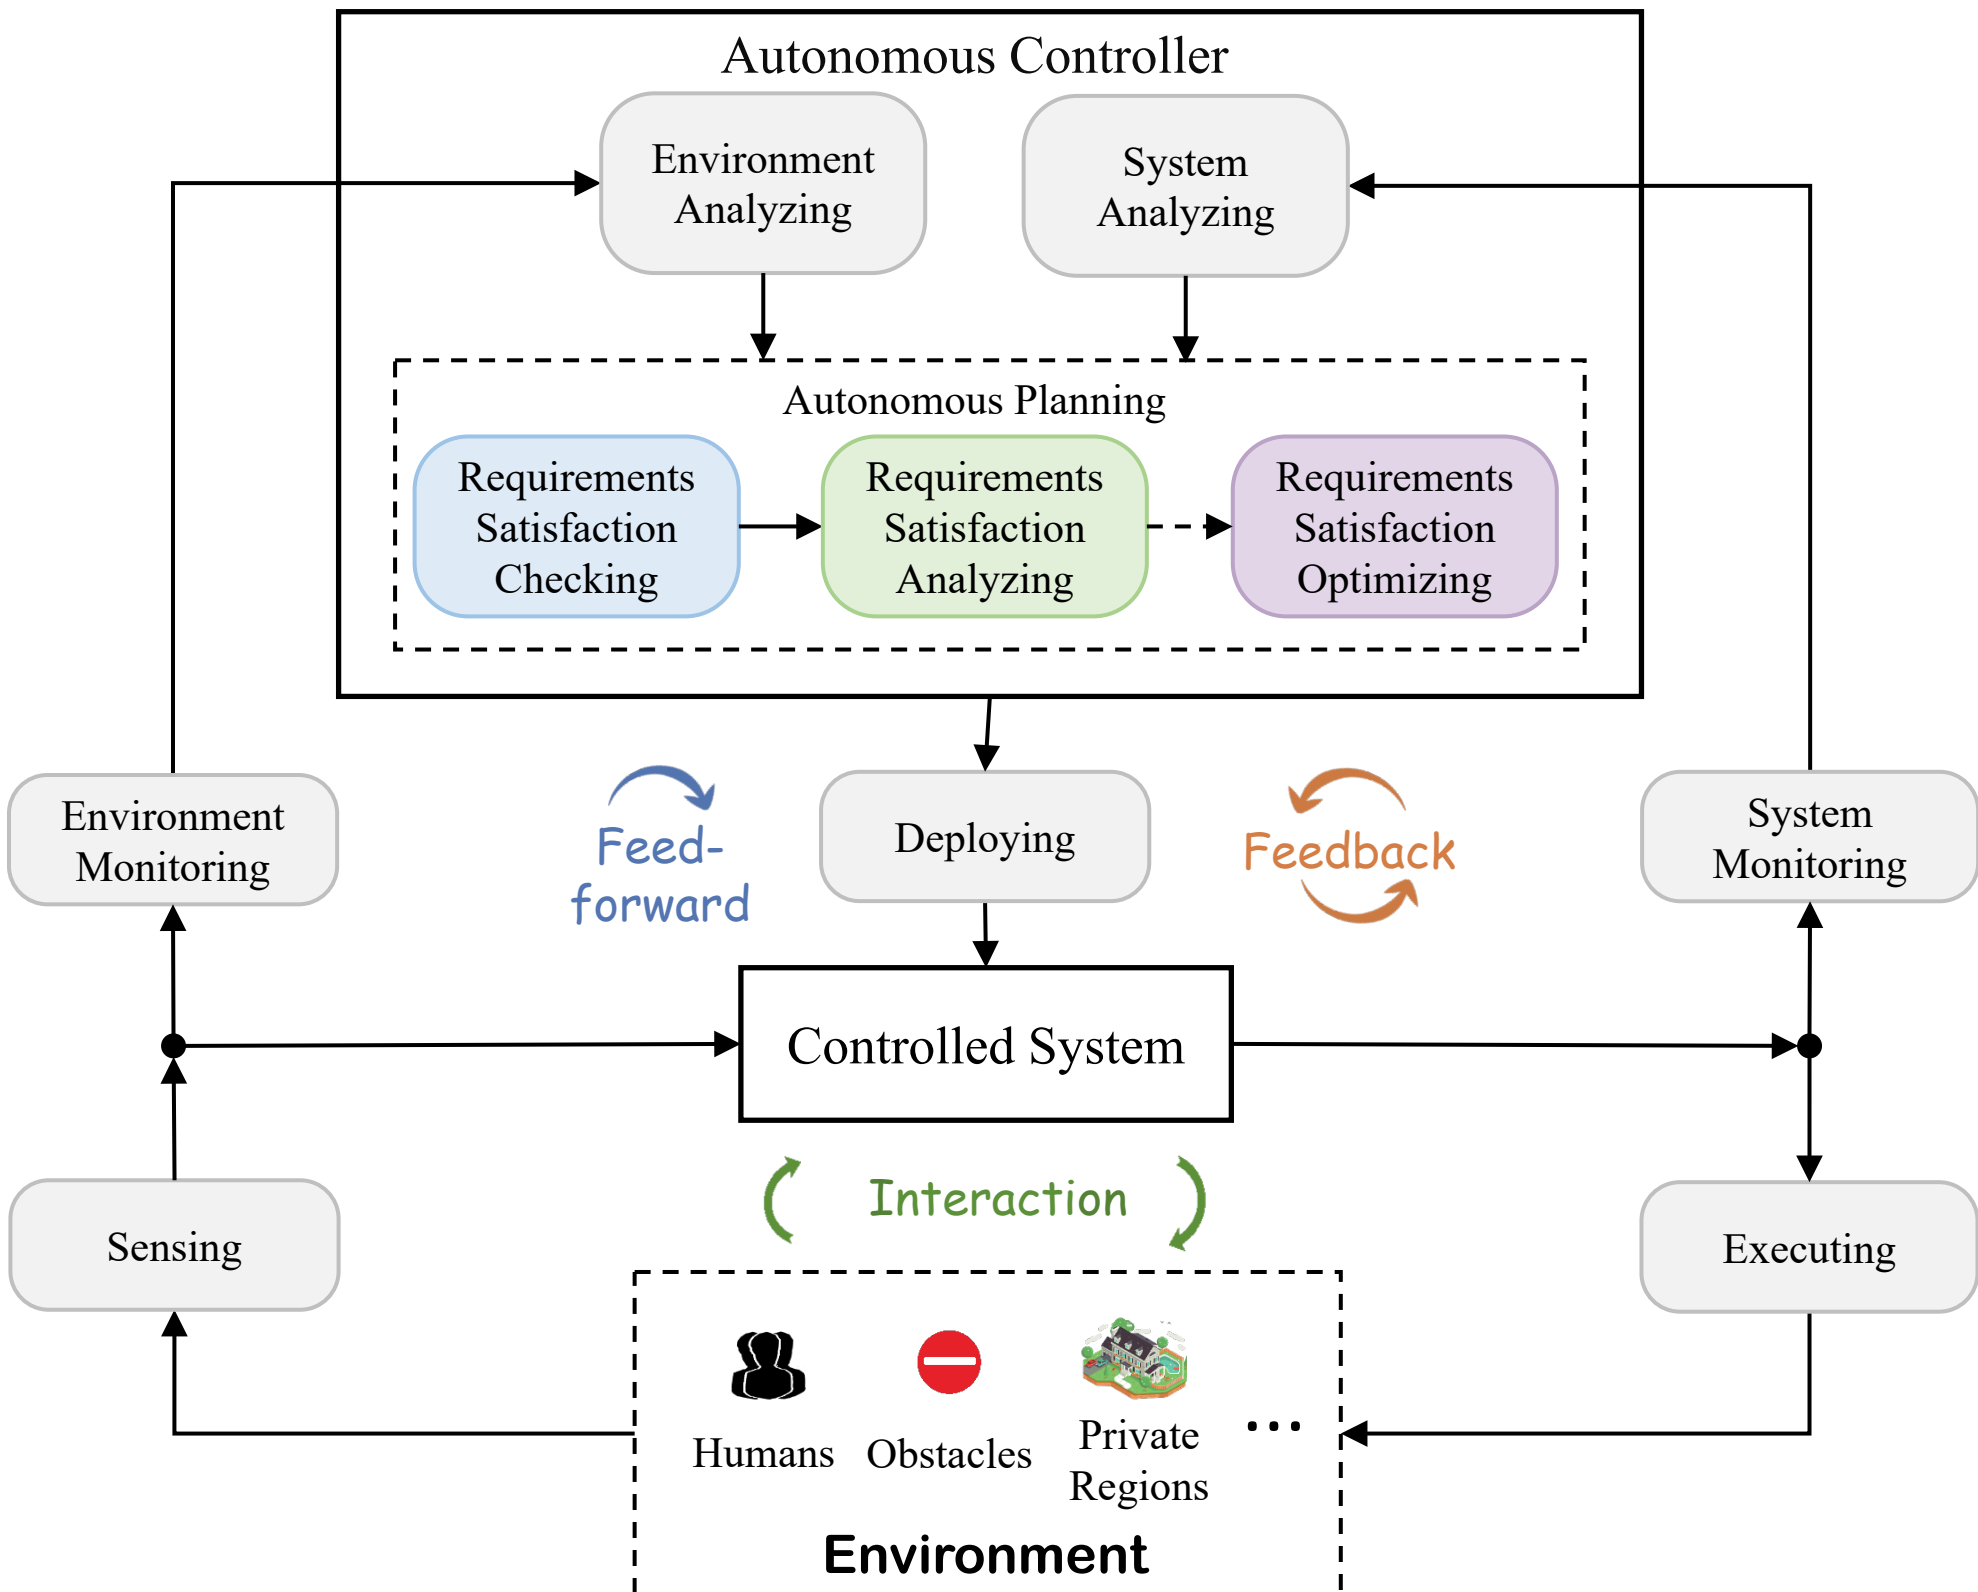 Autonomous Controller
Environment
Analyzing
System
Analyzing
Autonomous Planning
Requirements
Satisfaction
Checking
Requirements
Satisfaction
Analyzing
Requirements
Satisfaction
Optimizing
Environment
Monitoring
Feed-
forward
Deploying
Feedback
System
Monitoring
Controlled System
Sensing
Interaction
Executing
Humans
Obstacles
Private
Regions
...
Environment